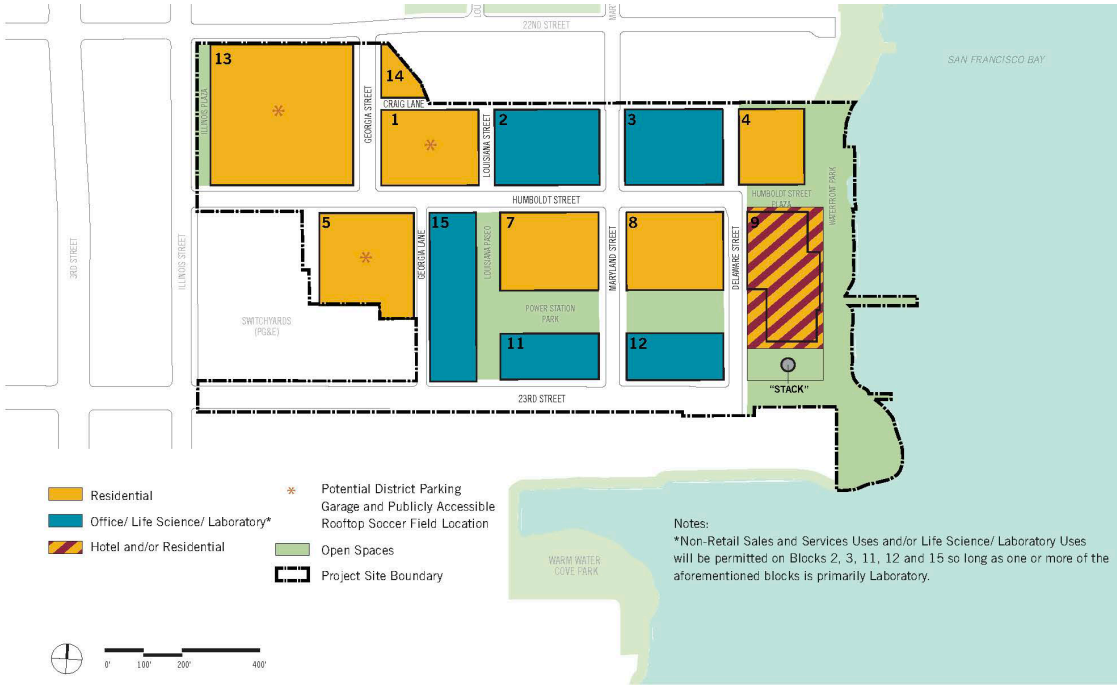 22ND STREET
SAN FRANCISCO BAY
13
14
CRAIG LANE
ILLINOIS PLAZA
GEORGIA STREET
1
LOUISIANA STREET
2
3
4
HUMBOLDT STREET
HUMBOLDT STREET
PLAZA
WATERFRONT PARK
3RD STREET
ILLINOIS STREET
5
GEORGIA LANE
15
LOUISIANA PASEO
7
MARYLAND STREET
8
DELAWARE STREET
9
SWITCHYARDS
(PG&E)
POWER STATION
PARK
11
12
"STACK"
23RD STREET
Residential
Office/ Life Science/ Laboratory*
Hotel and/or Residential
Potential District Parking
Garage and Publicly Accessible
Rooftop Soccer Field Location
Open Spaces
Project Site Boundary
WARM WATER
COVE PARK
Notes:
*Non-Retail Sales and Services Uses and/or Life Science/ Laboratory Uses
will be permitted on Blocks 2, 3, 11, 12 and 15 so long as one or more of the
aforementioned blocks is primarily Laboratory.
0' 100' 200' 400'